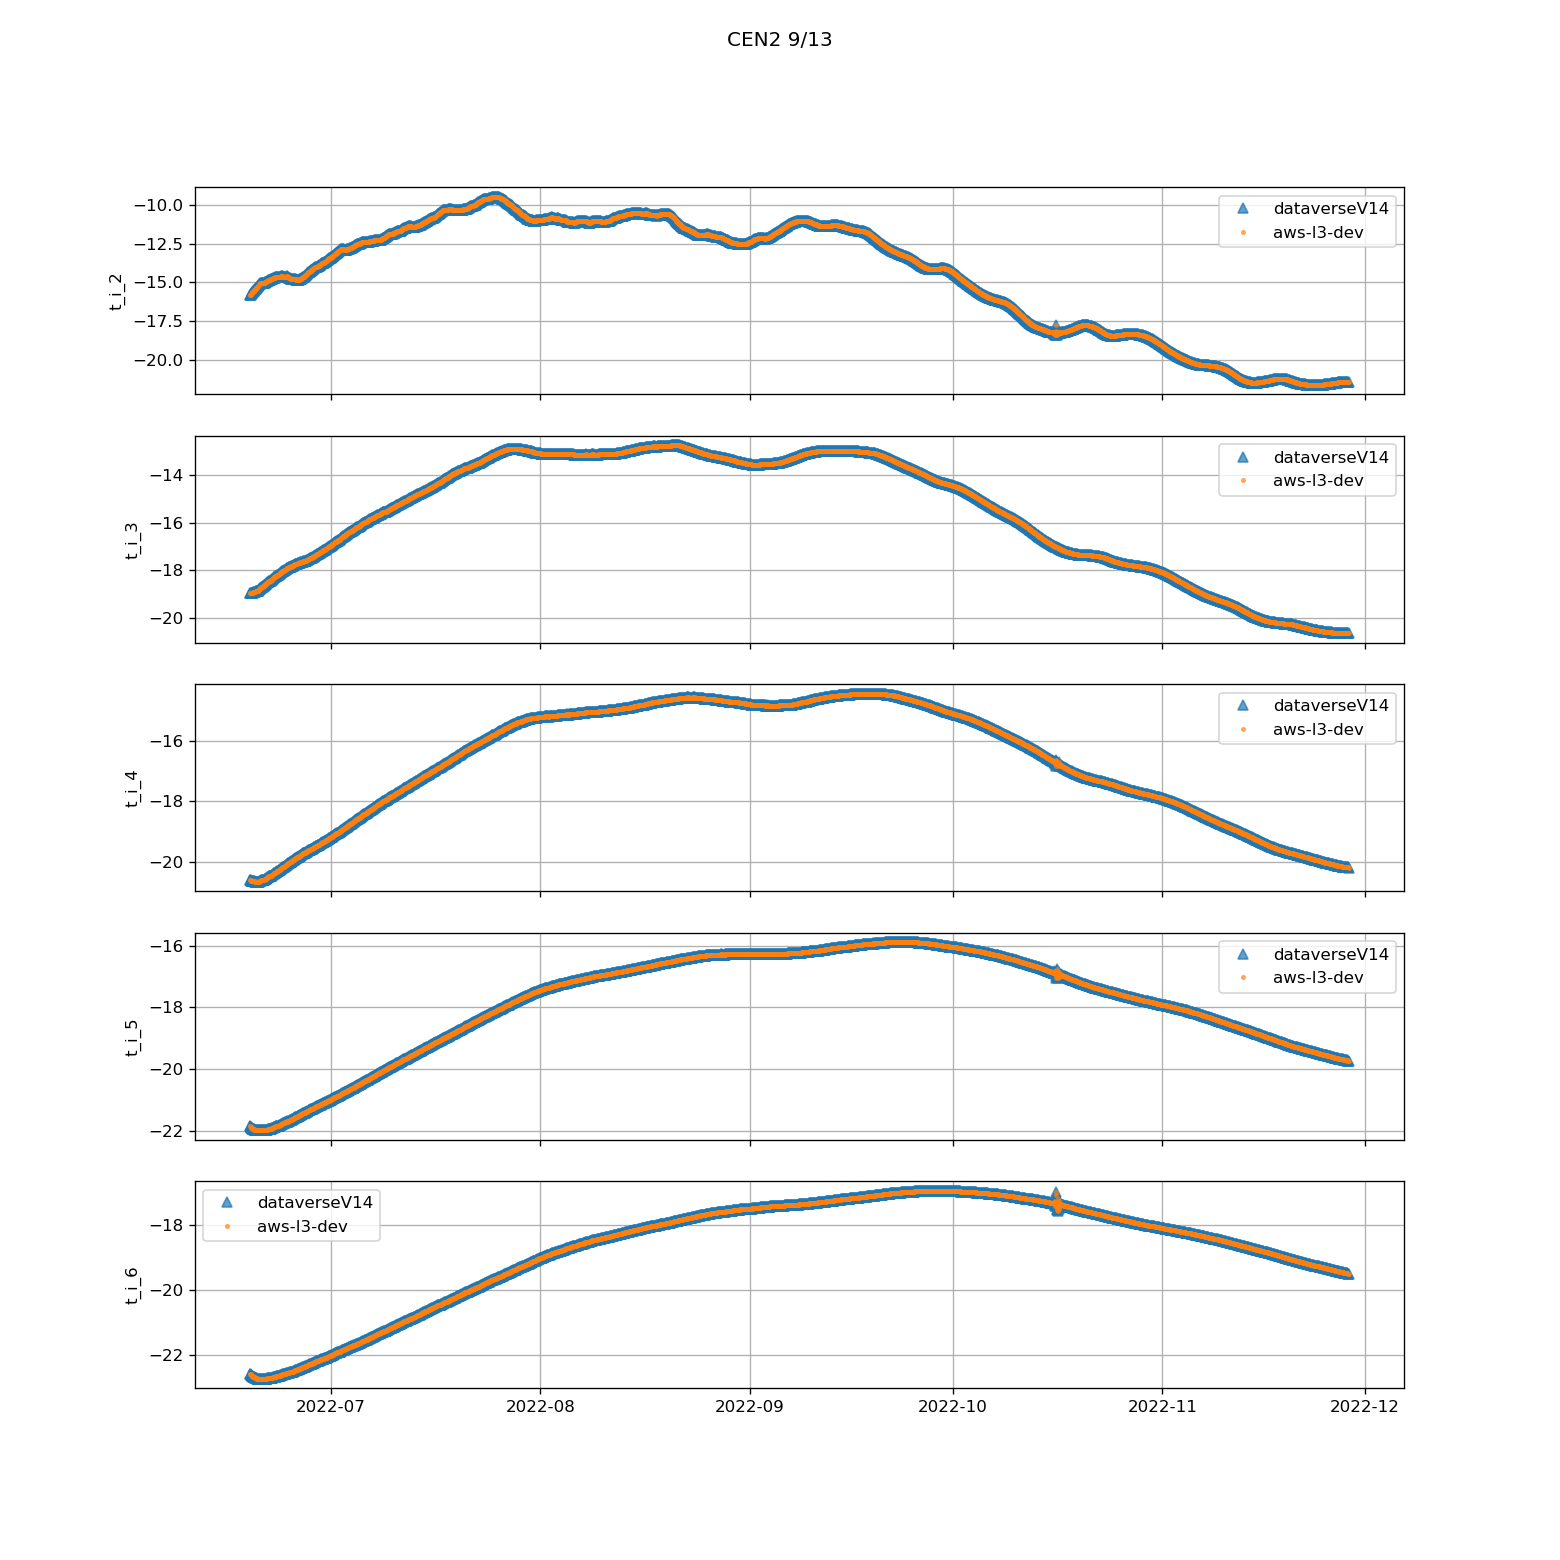 CEN2 9/13
−10.0
−12.5
−15.0
−17.5
−20.0
t_i_2
dataverseV14
aws-l3-dev
−14
−16
−18
−20
t_i_3
dataverseV14
aws-l3-dev
−16
−18
−20
t_i_4
dataverseV14
aws-l3-dev
−16
−18
−20
−22
t_i_5
dataverseV14
aws-l3-dev
−18
−20
−22
t_i_6
dataverseV14
aws-l3-dev
2022-07 2022-08 2022-09 2022-10 2022-11 2022-12